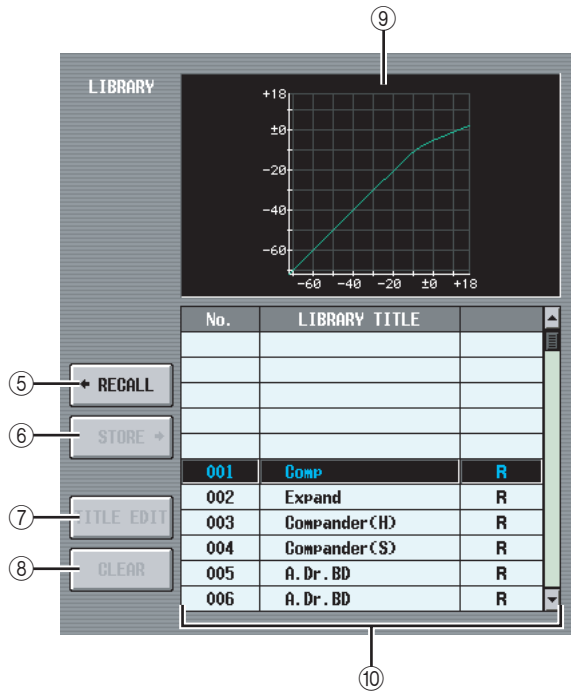 ⑨
LIBRARY
+18
±0
-20
-40
-60
-60 -40 -20 ±0 +18
No. LIBRARY TITLE
⑤ ← RECALL
⑥ STORE →
001 Comp R
⑦ TITLE EDIT
002 Expand R
003 Compander(H) R
004 Compander(S) R
⑧ CLEAR
005 A.Dr.BD R
006 A.Dr.BD R
⑩